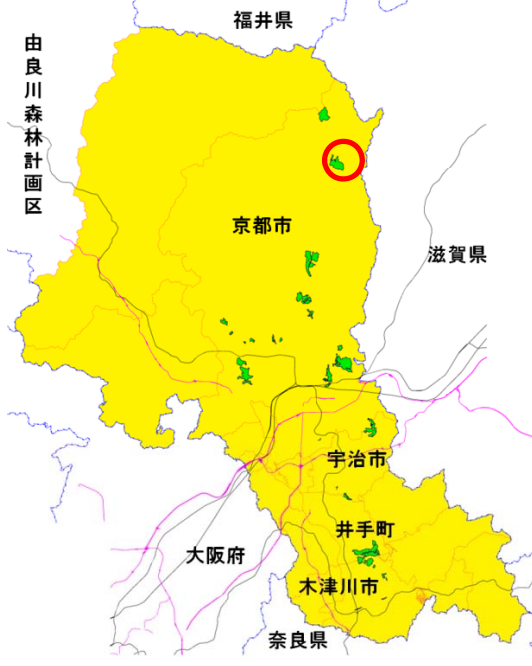 福井県
由良川森林計画区
京都市
滋賀県
宇治市
井手町
大阪府
木津川市
奈良県